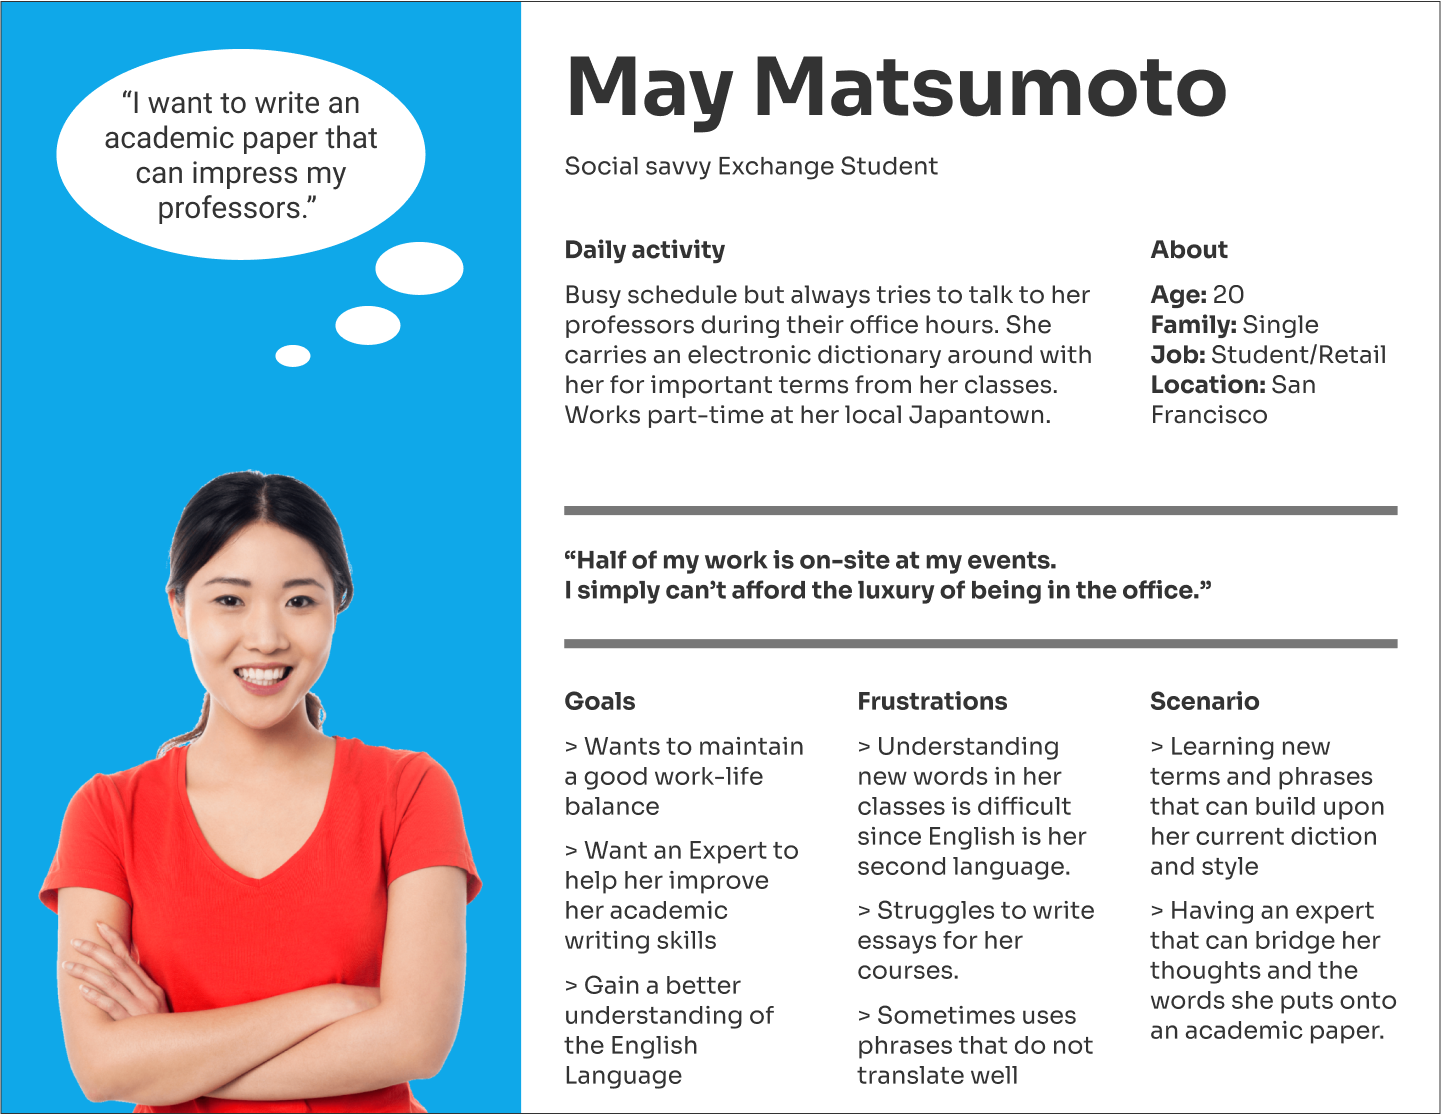 “I want to write an
academic paper that
can impress my
professors.”
May Matsumoto
Social savvy Exchange Student
Daily activity
Busy schedule but always tries to talk to her
professors during their office hours. She
carries an electronic dictionary around with
her for important terms from her classes.
Works part-time at her local Japantown.
About
Age: 20
Family: Single
Job: Student/Retail
Location: San
Francisco
“Half of my work is on-site at my events.
I simply can’t afford the luxury of being in the office.”
Goals
> Wants to maintain
a good work-life
balance
> Want an Expert to
help her improve
her academic
writing skills
> Gain a better
understanding of
the English
Language
Frustrations
> Understanding
new words in her
classes is difficult
since English is her
second language.
> Struggles to write
essays for her
courses.
> Sometimes uses
phrases that do not
translate well
Scenario
> Learning new
terms and phrases
that can build upon
her current diction
and style
> Having an expert
that can bridge her
thoughts and the
words she puts onto
an academic paper.